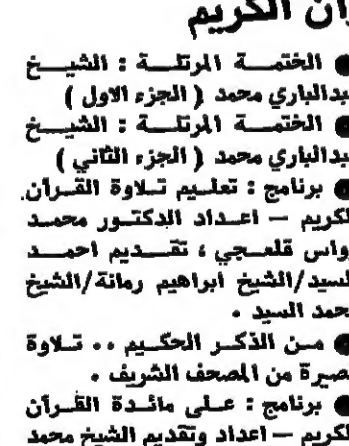 رآن الكريم
● الختمة المرتلة : الشيخ
بدالباري محمد ( الجزء الاول )
● الختمة المرتلة : الشيخ
بدالباري محمد ( الجزء الثاني )
● برنامج : تعليم تلاوة القرآن
لكريم — اعداد الدكتور محمد
واس قلعجي ، تقديم احمد
لسيد/الشيخ ابراهيم رمانة/الشيخ
حمد السيد .
● من الذكر الحكيم .. تلاوة
صيرة من المصحف الشريف .
● برنامج : على مائدة القرآن
لكريم — اعداد وتقديم الشيخ محمد